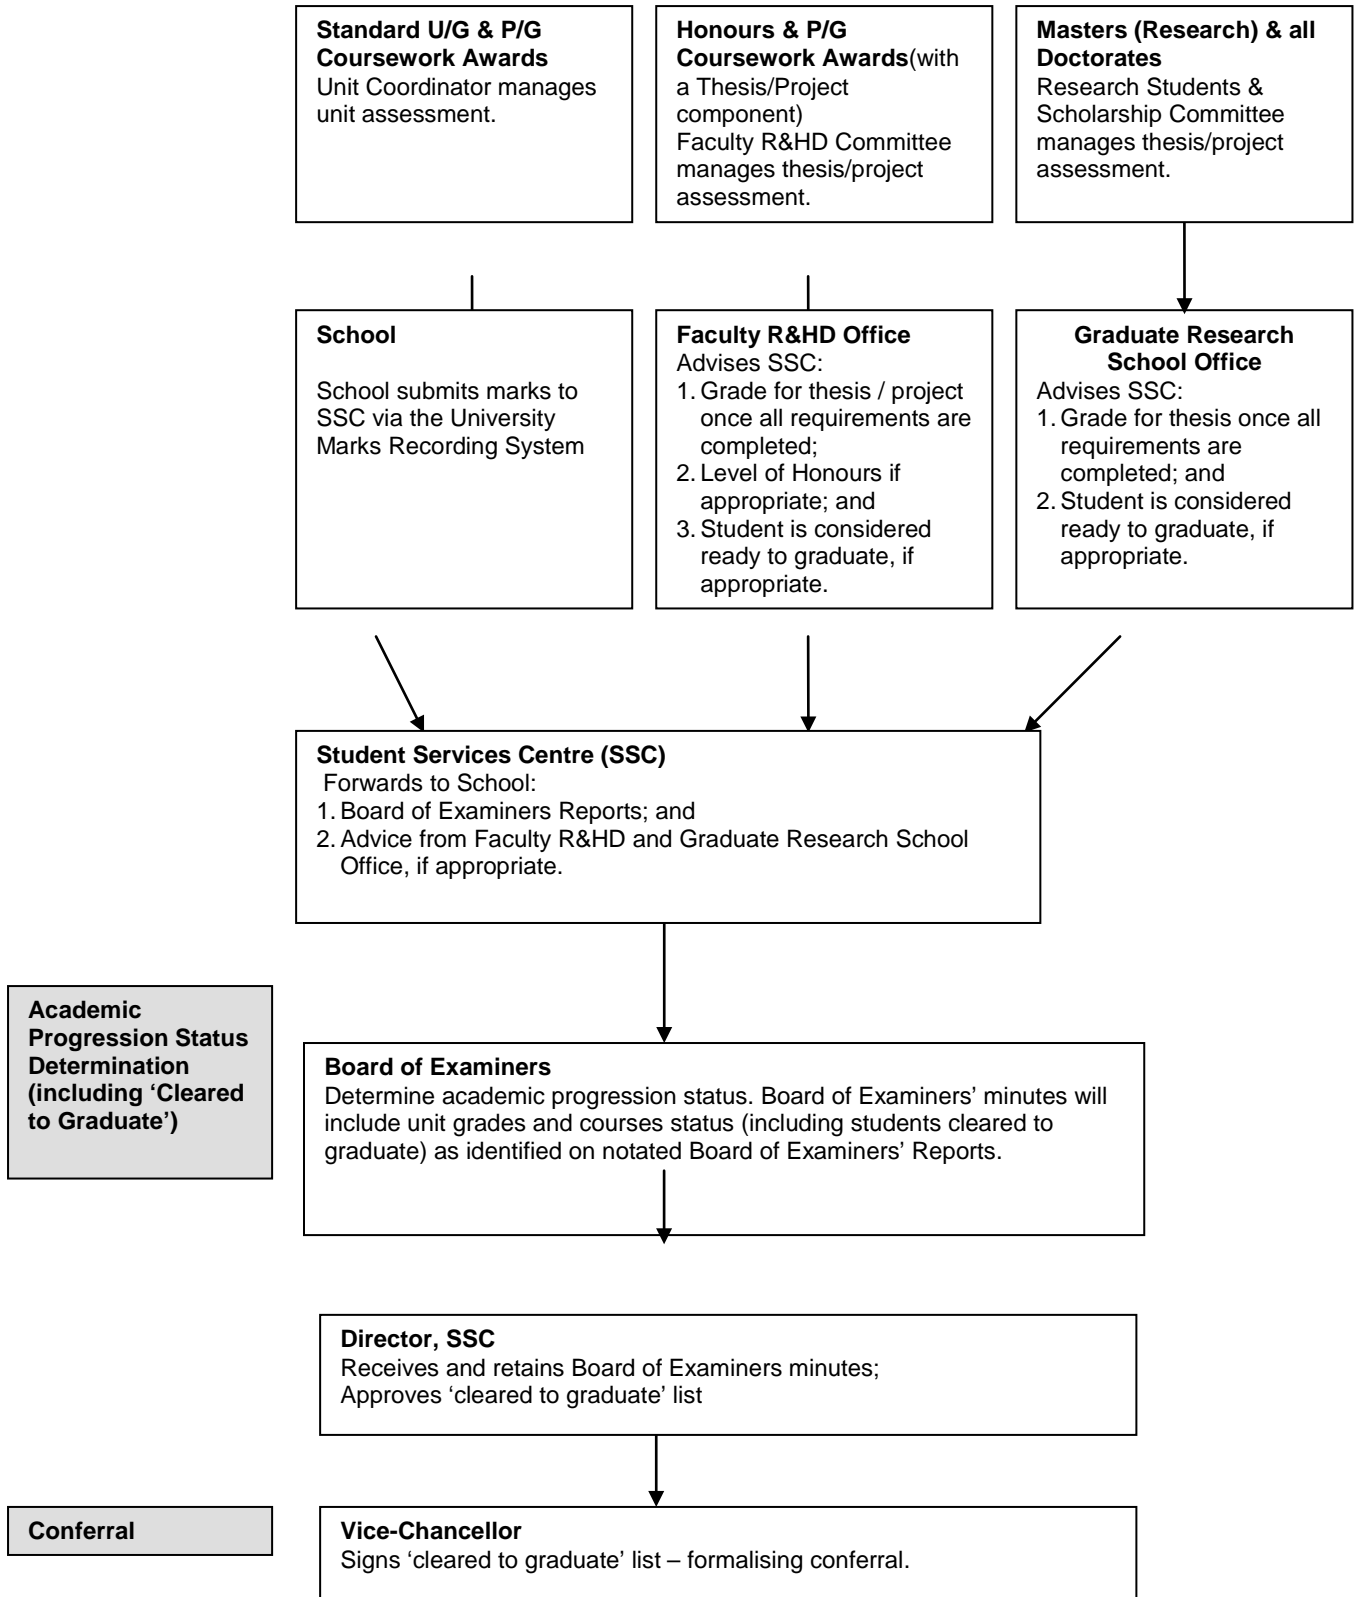 Standard U/G & P/G
Coursework Awards
Unit Coordinator manages
unit assessment.
Honours & P/G
Coursework Awards(with
a Thesis/Project
component)
Faculty R&HD Committee
manages thesis/project
assessment.
Masters (Research) & all
Doctorates
Research Students &
Scholarship Committee
manages thesis/project
assessment.
School
School submits marks to
SSC via the University
Marks Recording System
Faculty R&HD Office
Advises SSC:
1. Grade for thesis / project
once all requirements are
completed;
2. Level of Honours if
appropriate; and
3. Student is considered
ready to graduate, if
appropriate.
Graduate Research
School Office
Advises SSC:
1. Grade for thesis once all
requirements are
completed; and
2. Student is considered
ready to graduate, if
appropriate.
Student Services Centre (SSC)
Forwards to School:
1. Board of Examiners Reports; and
2. Advice from Faculty R&HD and Graduate Research School
Office, if appropriate.
Academic
Progression Status
Determination
(including ‘Cleared
to Graduate’)
Board of Examiners
Determine academic progression status. Board of Examiners’ minutes will
include unit grades and courses status (including students cleared to
graduate) as identified on notated Board of Examiners’ Reports.
Director, SSC
Receives and retains Board of Examiners minutes;
Approves ‘cleared to graduate’ list
Conferral
Vice-Chancellor
Signs ‘cleared to graduate’ list – formalising conferral.